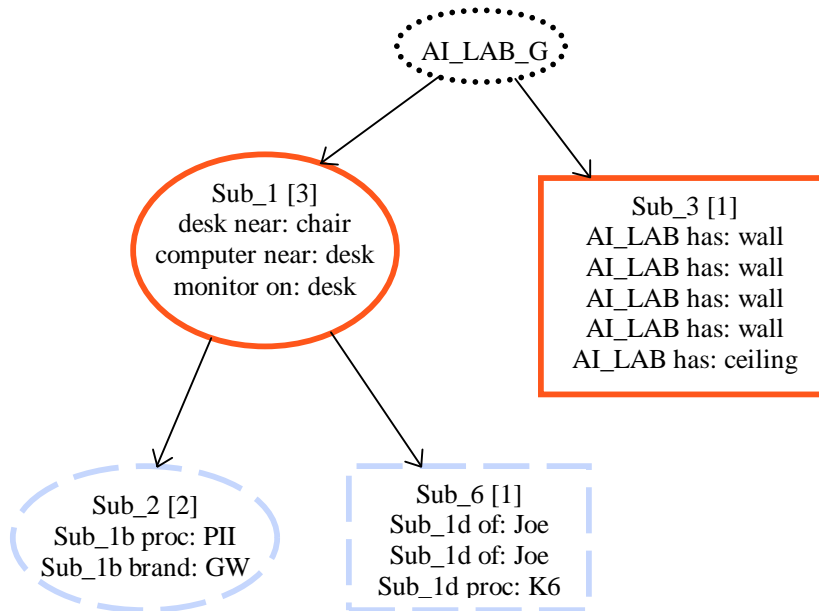 AI_LAB_G
Sub_1 [3]
desk near: chair
computer near: desk
monitor on: desk
Sub_3 [1]
AI_LAB has: wall
AI_LAB has: wall
AI_LAB has: wall
AI_LAB has: wall
AI_LAB has: ceiling
Sub_2 [2]
Sub_1b proc: PII
Sub_1b brand: GW
Sub_6 [1]
Sub_1d of: Joe
Sub_1d of: Joe
Sub_1d proc: K6